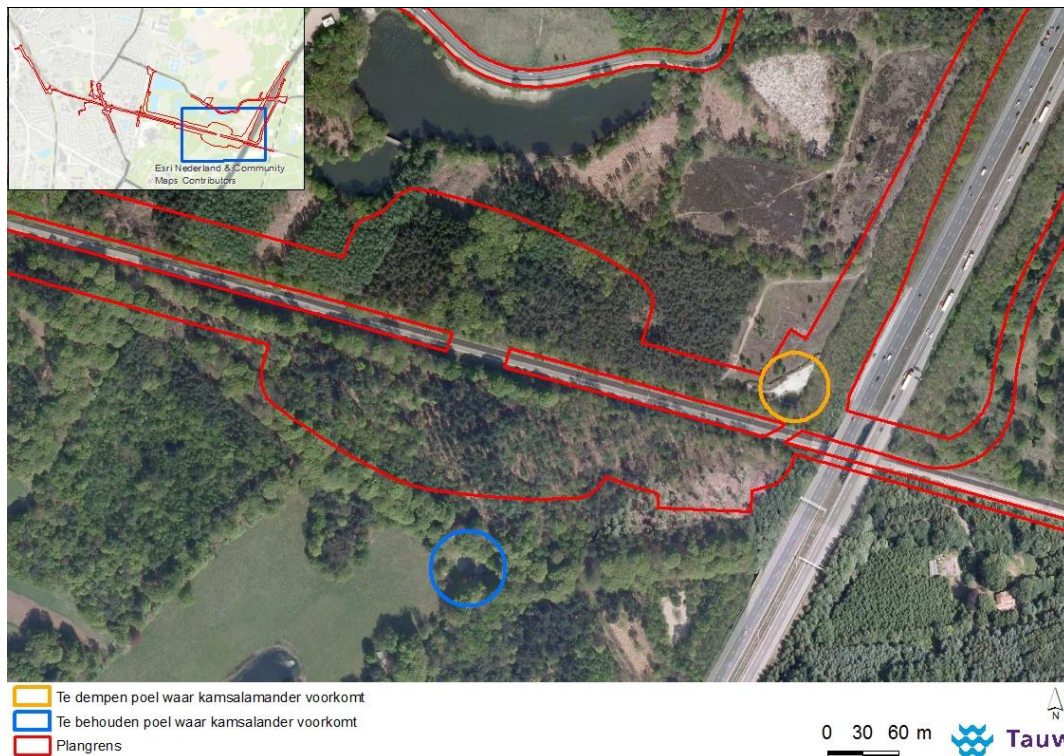 Esri Nederland & Community
Maps Contributors
Te dempen poel waar kamsalamander voorkomt
Te behouden poel waar kamsalander voorkomt
Plangrens
N
0 30 60 m
Tauw